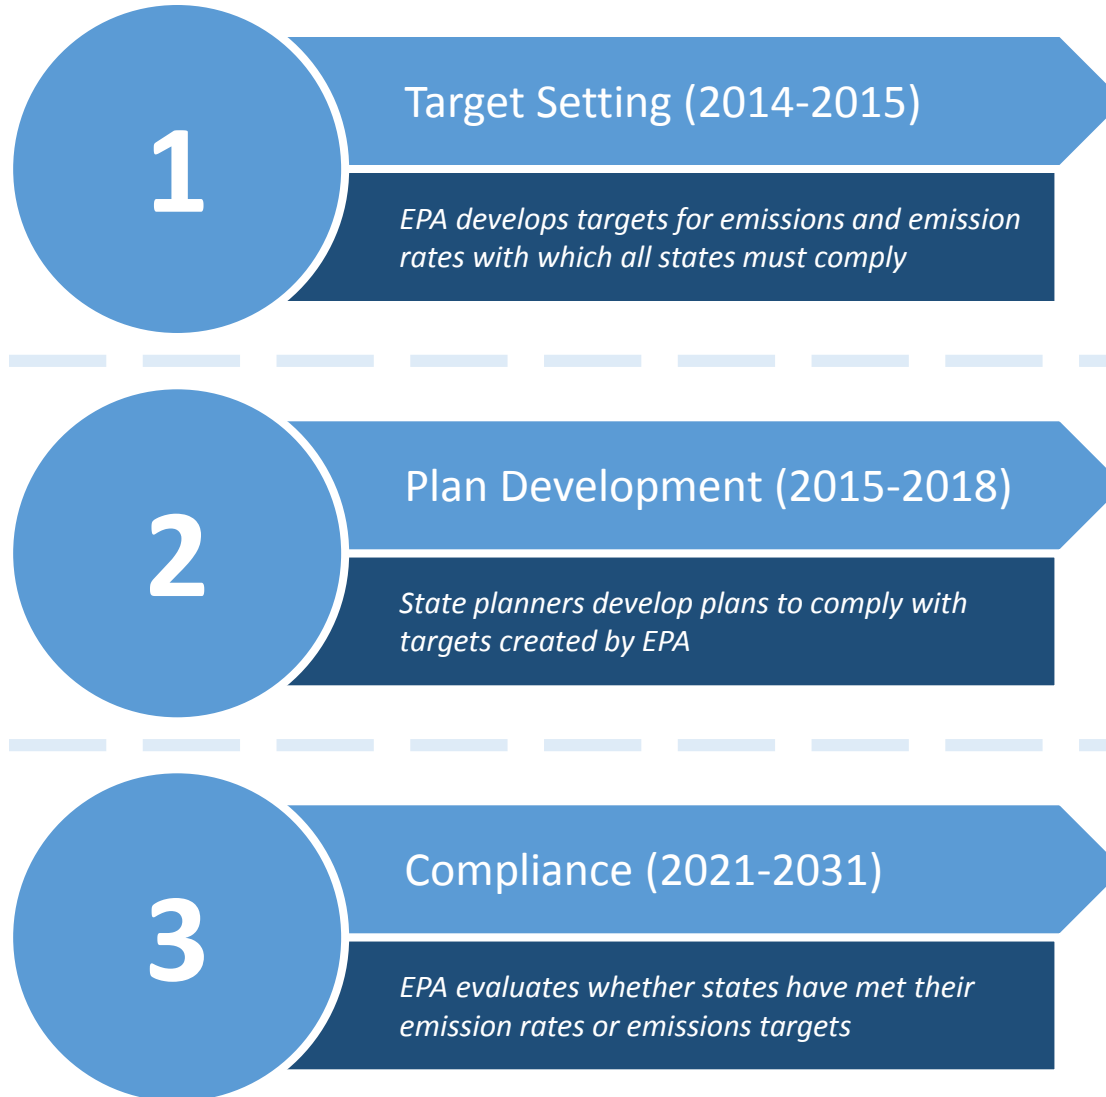 1
Target Setting (2014-2015)
EPA develops targets for emissions and emission
rates with which all states must comply
2
Plan Development (2015-2018)
State planners develop plans to comply with
targets created by EPA
3
Compliance (2021-2031)
EPA evaluates whether states have met their
emission rates or emissions targets